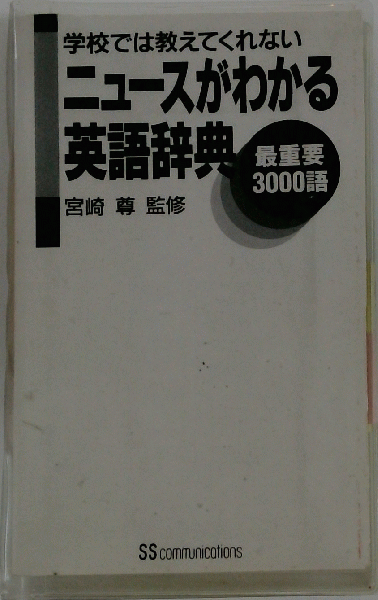 学校では教えてくれない
ニュースがわかる
英語辞典
最重要
3000語
宮崎 尊 監修
SS communications